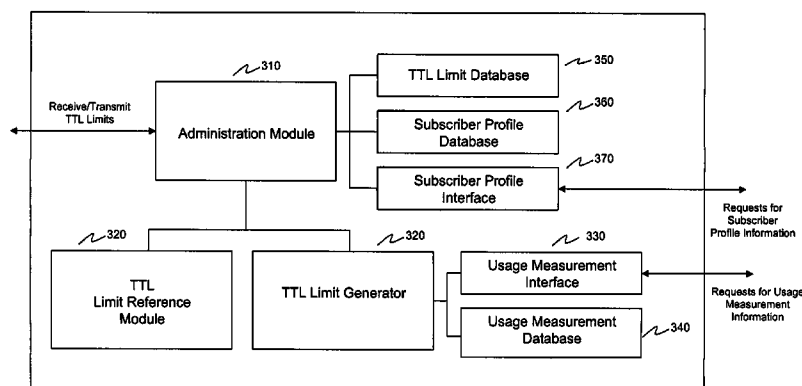 310
350
TTL Limit Database
Receive/Transmit
TTL Limits
Administration Module
360
Subscriber Profile
Database
370
Subscriber Profile
Interface
Requests for
Subscriber
Profile Information
320
320
330
TTL
Limit Reference
Module
TTL Limit Generator
Usage Measurement
Interface
Requests for Usage
Measurement
Information
Usage Measurement
Database
340